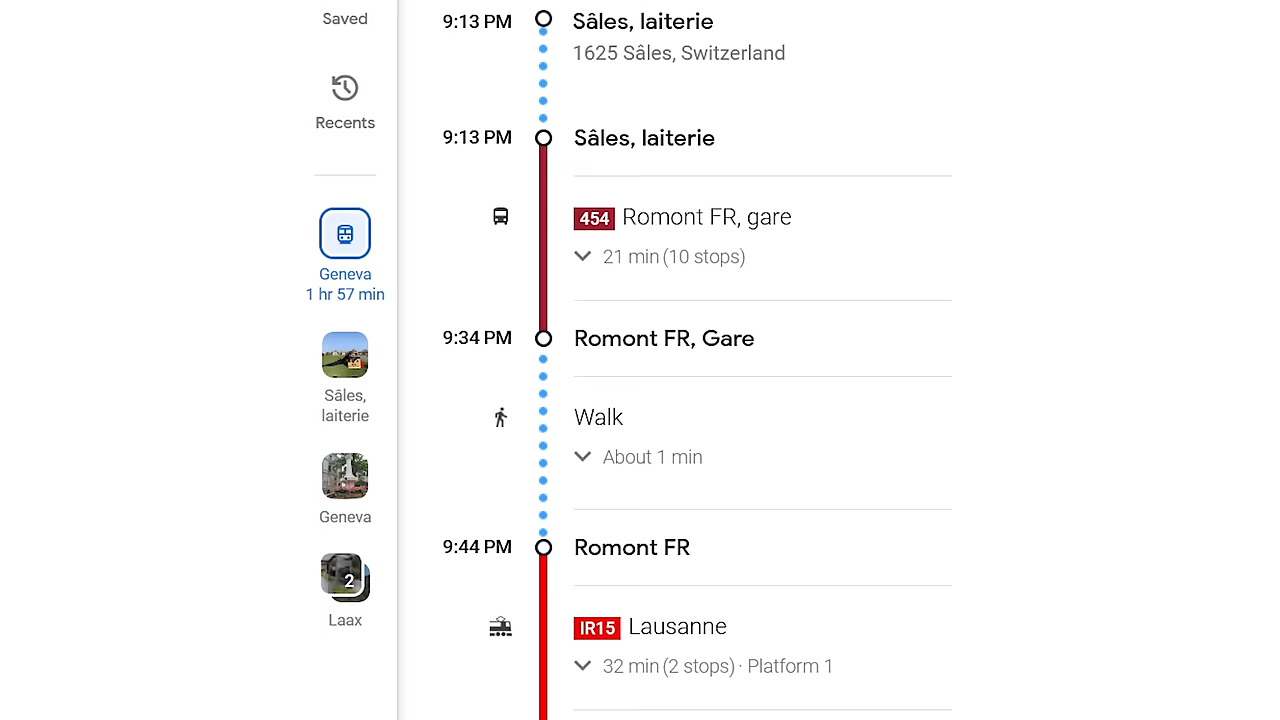 Saved
Recents
Geneva
1 hr 57 min
Sâles,
laiterie
Geneva
2
Laax
9:13 PM Sâles, laiterie
1625 Sâles, Switzerland
9:13 PM Sâles, laiterie
454 Romont FR, gare
21 min (10 stops)
9:34 PM Romont FR, Gare
Walk
About 1 min
9:44 PM Romont FR
IR15 Lausanne
32 min (2 stops) · Platform 1